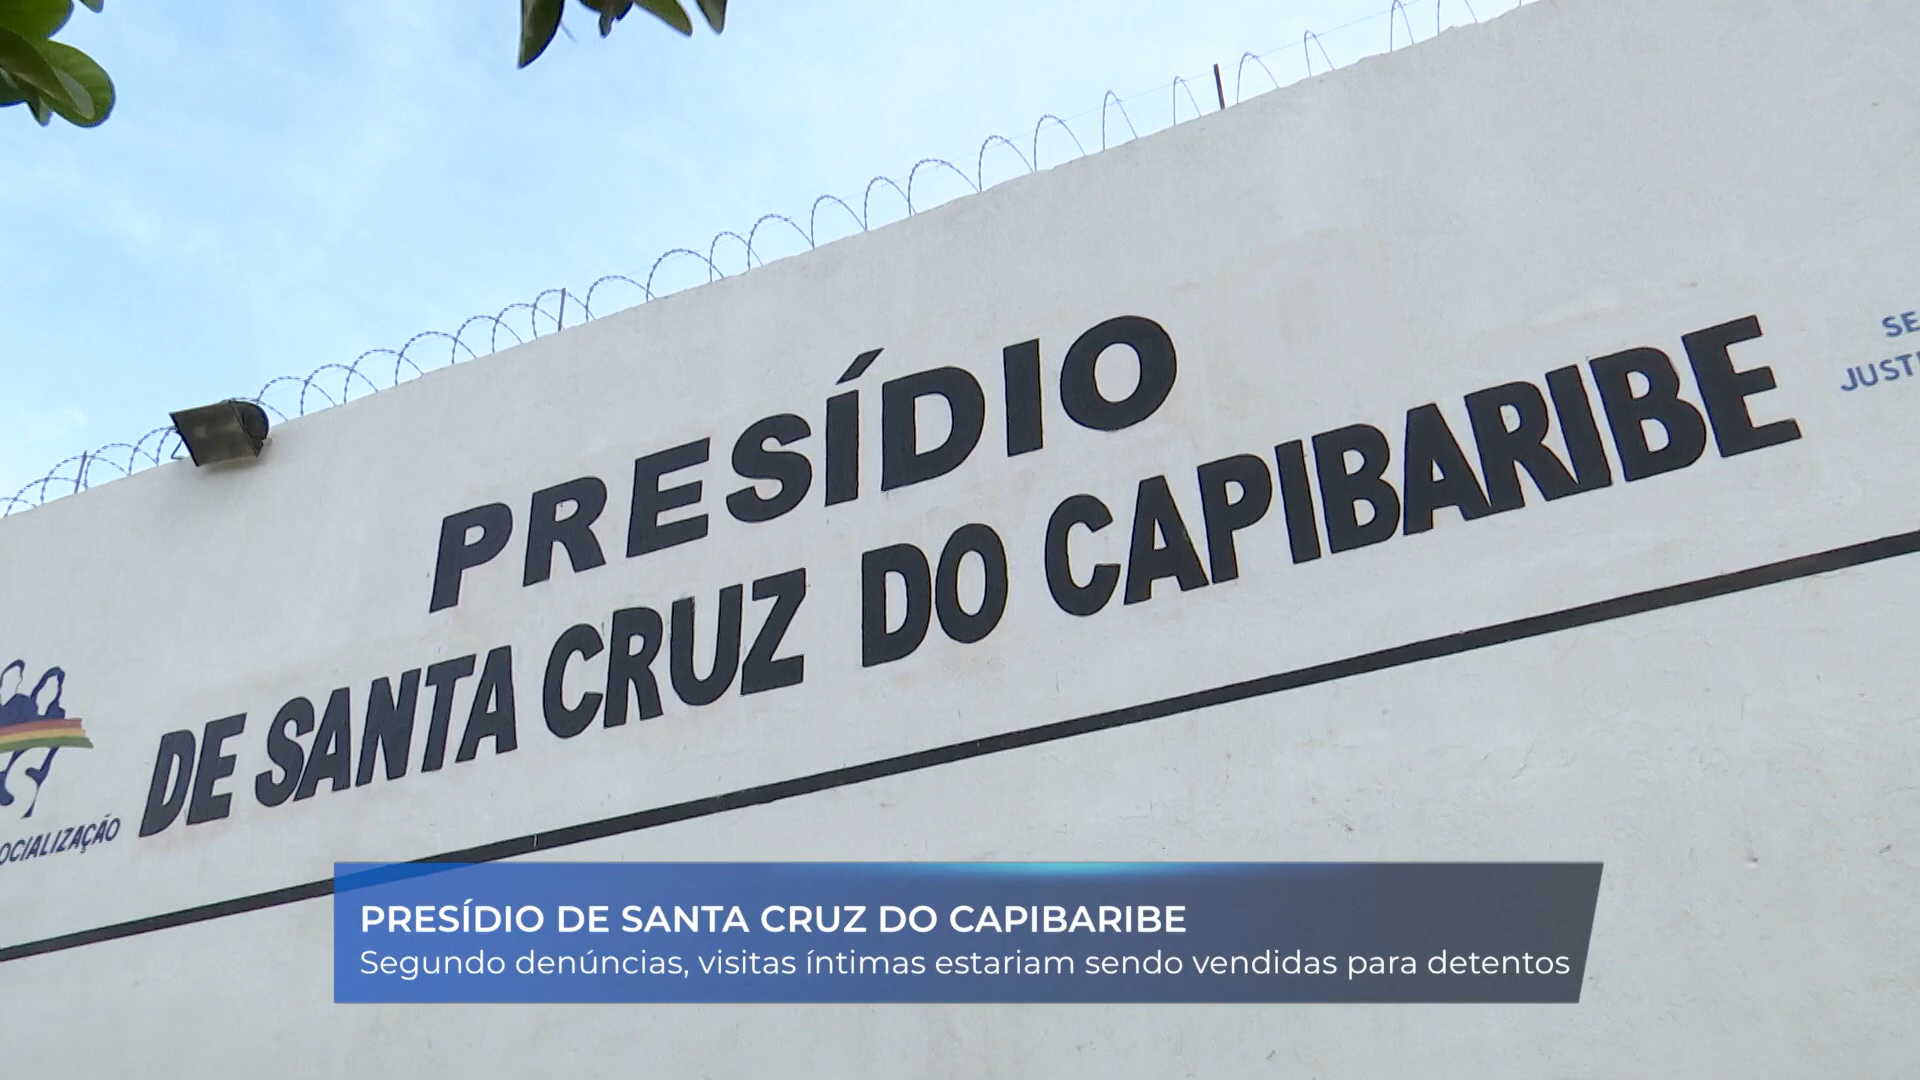 PRESÍDIO
DE SANTA CRUZ DO CAPIBARIBE
PRESÍDIO DE SANTA CRUZ DO CAPIBARIBE
Segundo denúncias, visitas íntimas estariam sendo vendidas para detentos